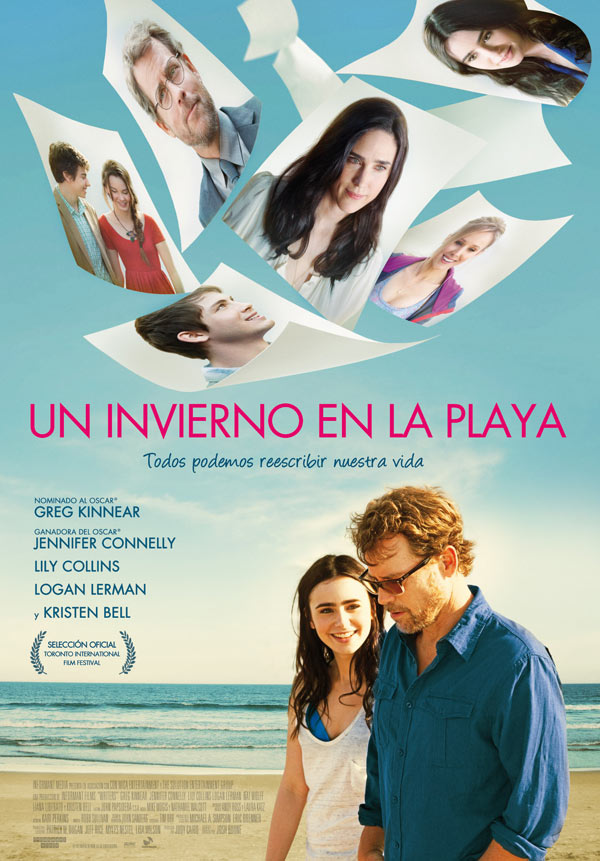 UN INVIERNO EN LA PLAYA
Todos podemos reescribir nuestra vida
NOMINADO AL OSCAR®
GREG KINNEAR
GANADORA DEL OSCAR®
JENNIFER CONNELLY
LILY COLLINS
LOGAN LERMAN
y KRISTEN BELL
SELECCIÓN OFICIAL
TORONTO INTERNATIONAL
FILM FESTIVAL